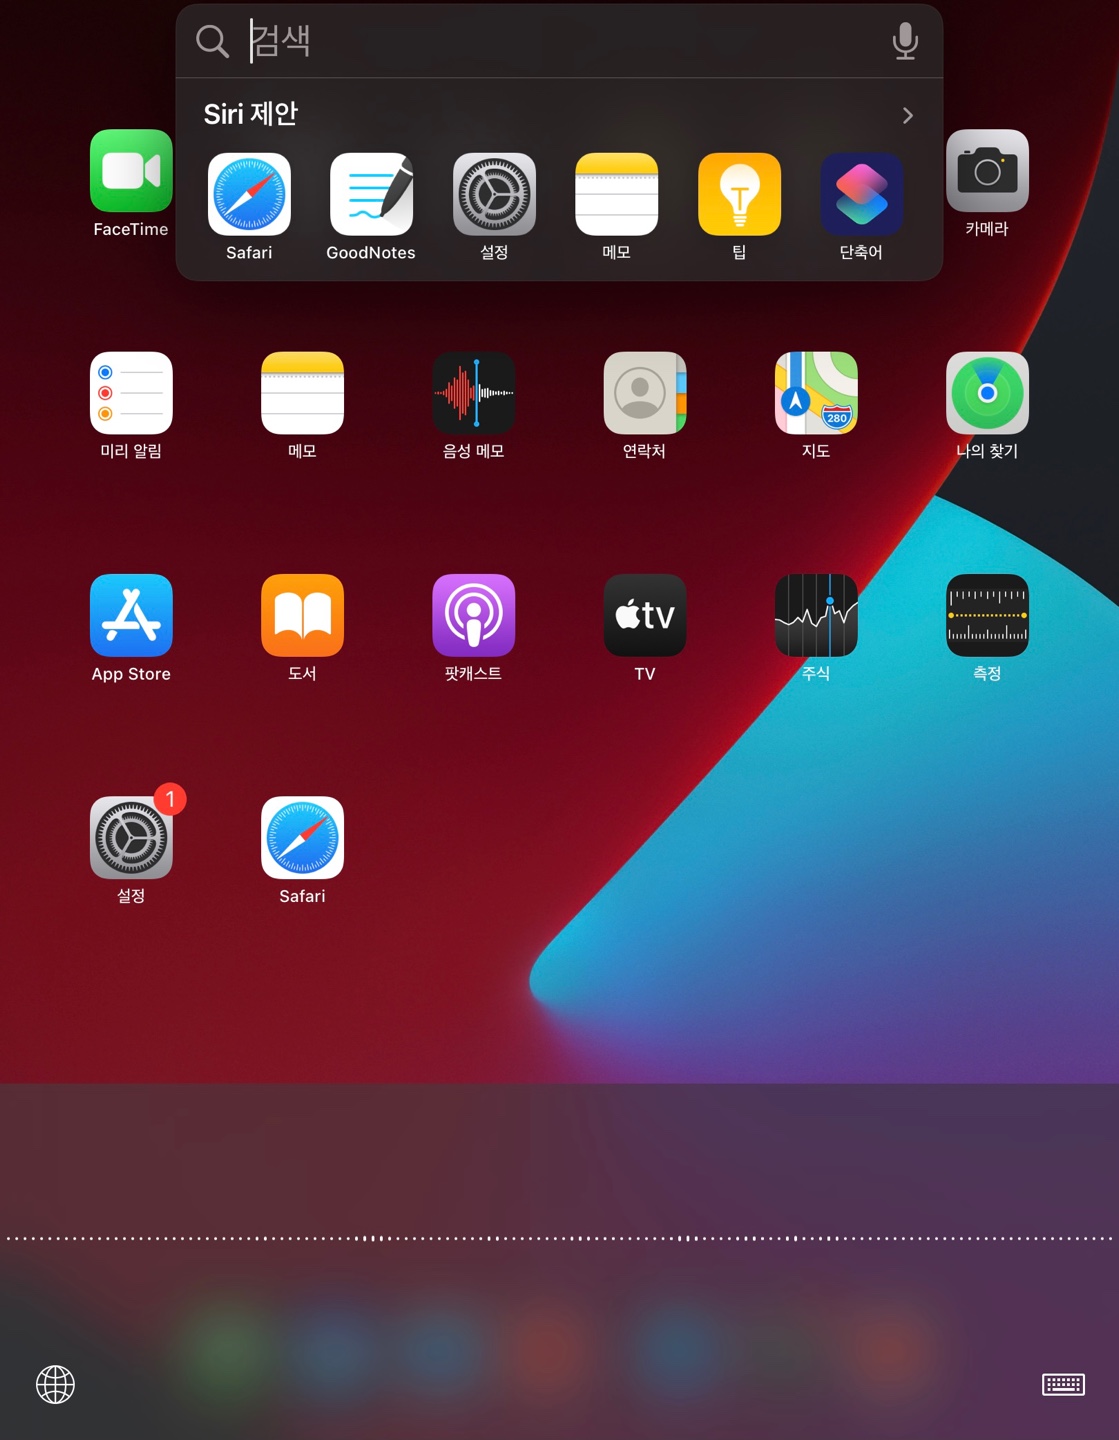 검색
Siri 제안
Safari
GoodNotes
설정
메모
팁
단축어
FaceTime
카메라
미리 알림
메모
음성 메모
연락처
280
지도
나의 찾기
App Store
도서
팟캐스트
tv
TV
주식
측정
1
설정
Safari